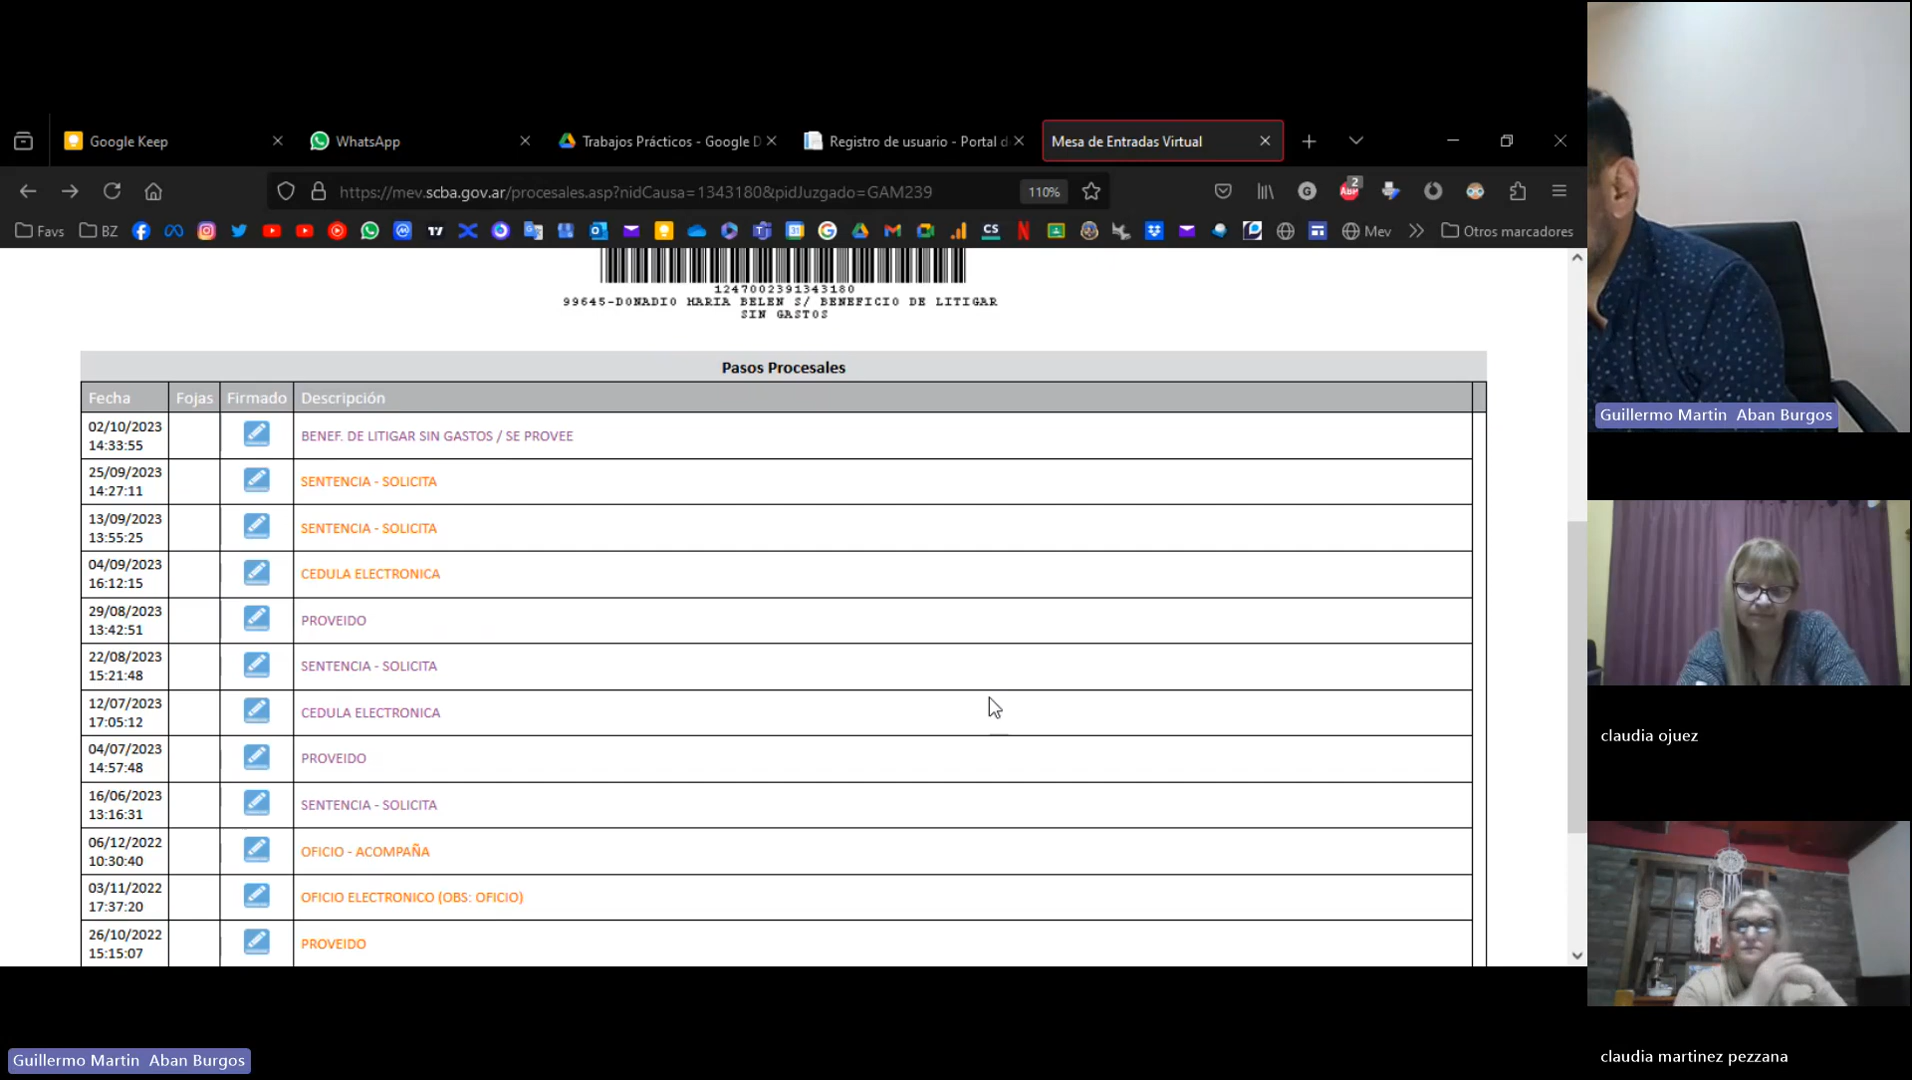 Google Keep
WhatsApp
Trabajos Prácticos - Google D
Registro de usuario - Portal d
Mesa de Entradas Virtual
https://mev.scba.gov.ar/procesales.asp?nidCausa=1343180&pidJuzgado=GAM239
110%
2
Favs
BZ
CS
Mev
Otros marcadores
1247002391343180
99645-DONADIO MARIA BELEN S/ BENEFICIO DE LITIGAR
SIN GASTOS
Pasos Procesales
Fecha Fojas Firmado Descripción
02/10/2023
14:33:55
BENEF. DE LITIGAR SIN GASTOS / SE PROVEE
25/09/2023
14:27:11
SENTENCIA - SOLICITA
13/09/2023
13:55:25
SENTENCIA - SOLICITA
04/09/2023
16:12:15
CEDULA ELECTRONICA
29/08/2023
13:42:51
PROVEIDO
22/08/2023
15:21:48
SENTENCIA - SOLICITA
12/07/2023
17:05:12
CEDULA ELECTRONICA
04/07/2023
14:57:48
PROVEIDO
16/06/2023
13:16:31
SENTENCIA - SOLICITA
06/12/2022
10:30:40
OFICIO - ACOMPAÑA
03/11/2022
17:37:20
OFICIO ELECTRONICO (OBS: OFICIO)
26/10/2022
15:15:07
PROVEIDO
Guillermo Martin Aban Burgos
claudia ojuez
claudia martinez pezzana
Guillermo Martin Aban Burgos